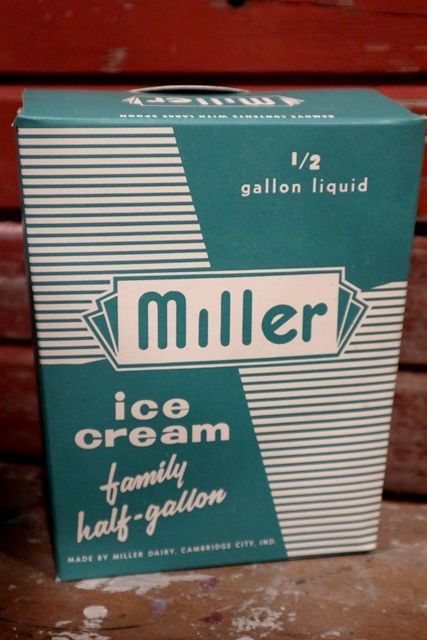 Miller
REMOVE CONTENTS WITH LARGE SPOON
1/2
gallon liquid
Miller
ice
cream
family
half-gallon
MADE BY MILLER DAIRY, CAMBRIDGE CITY, IND.